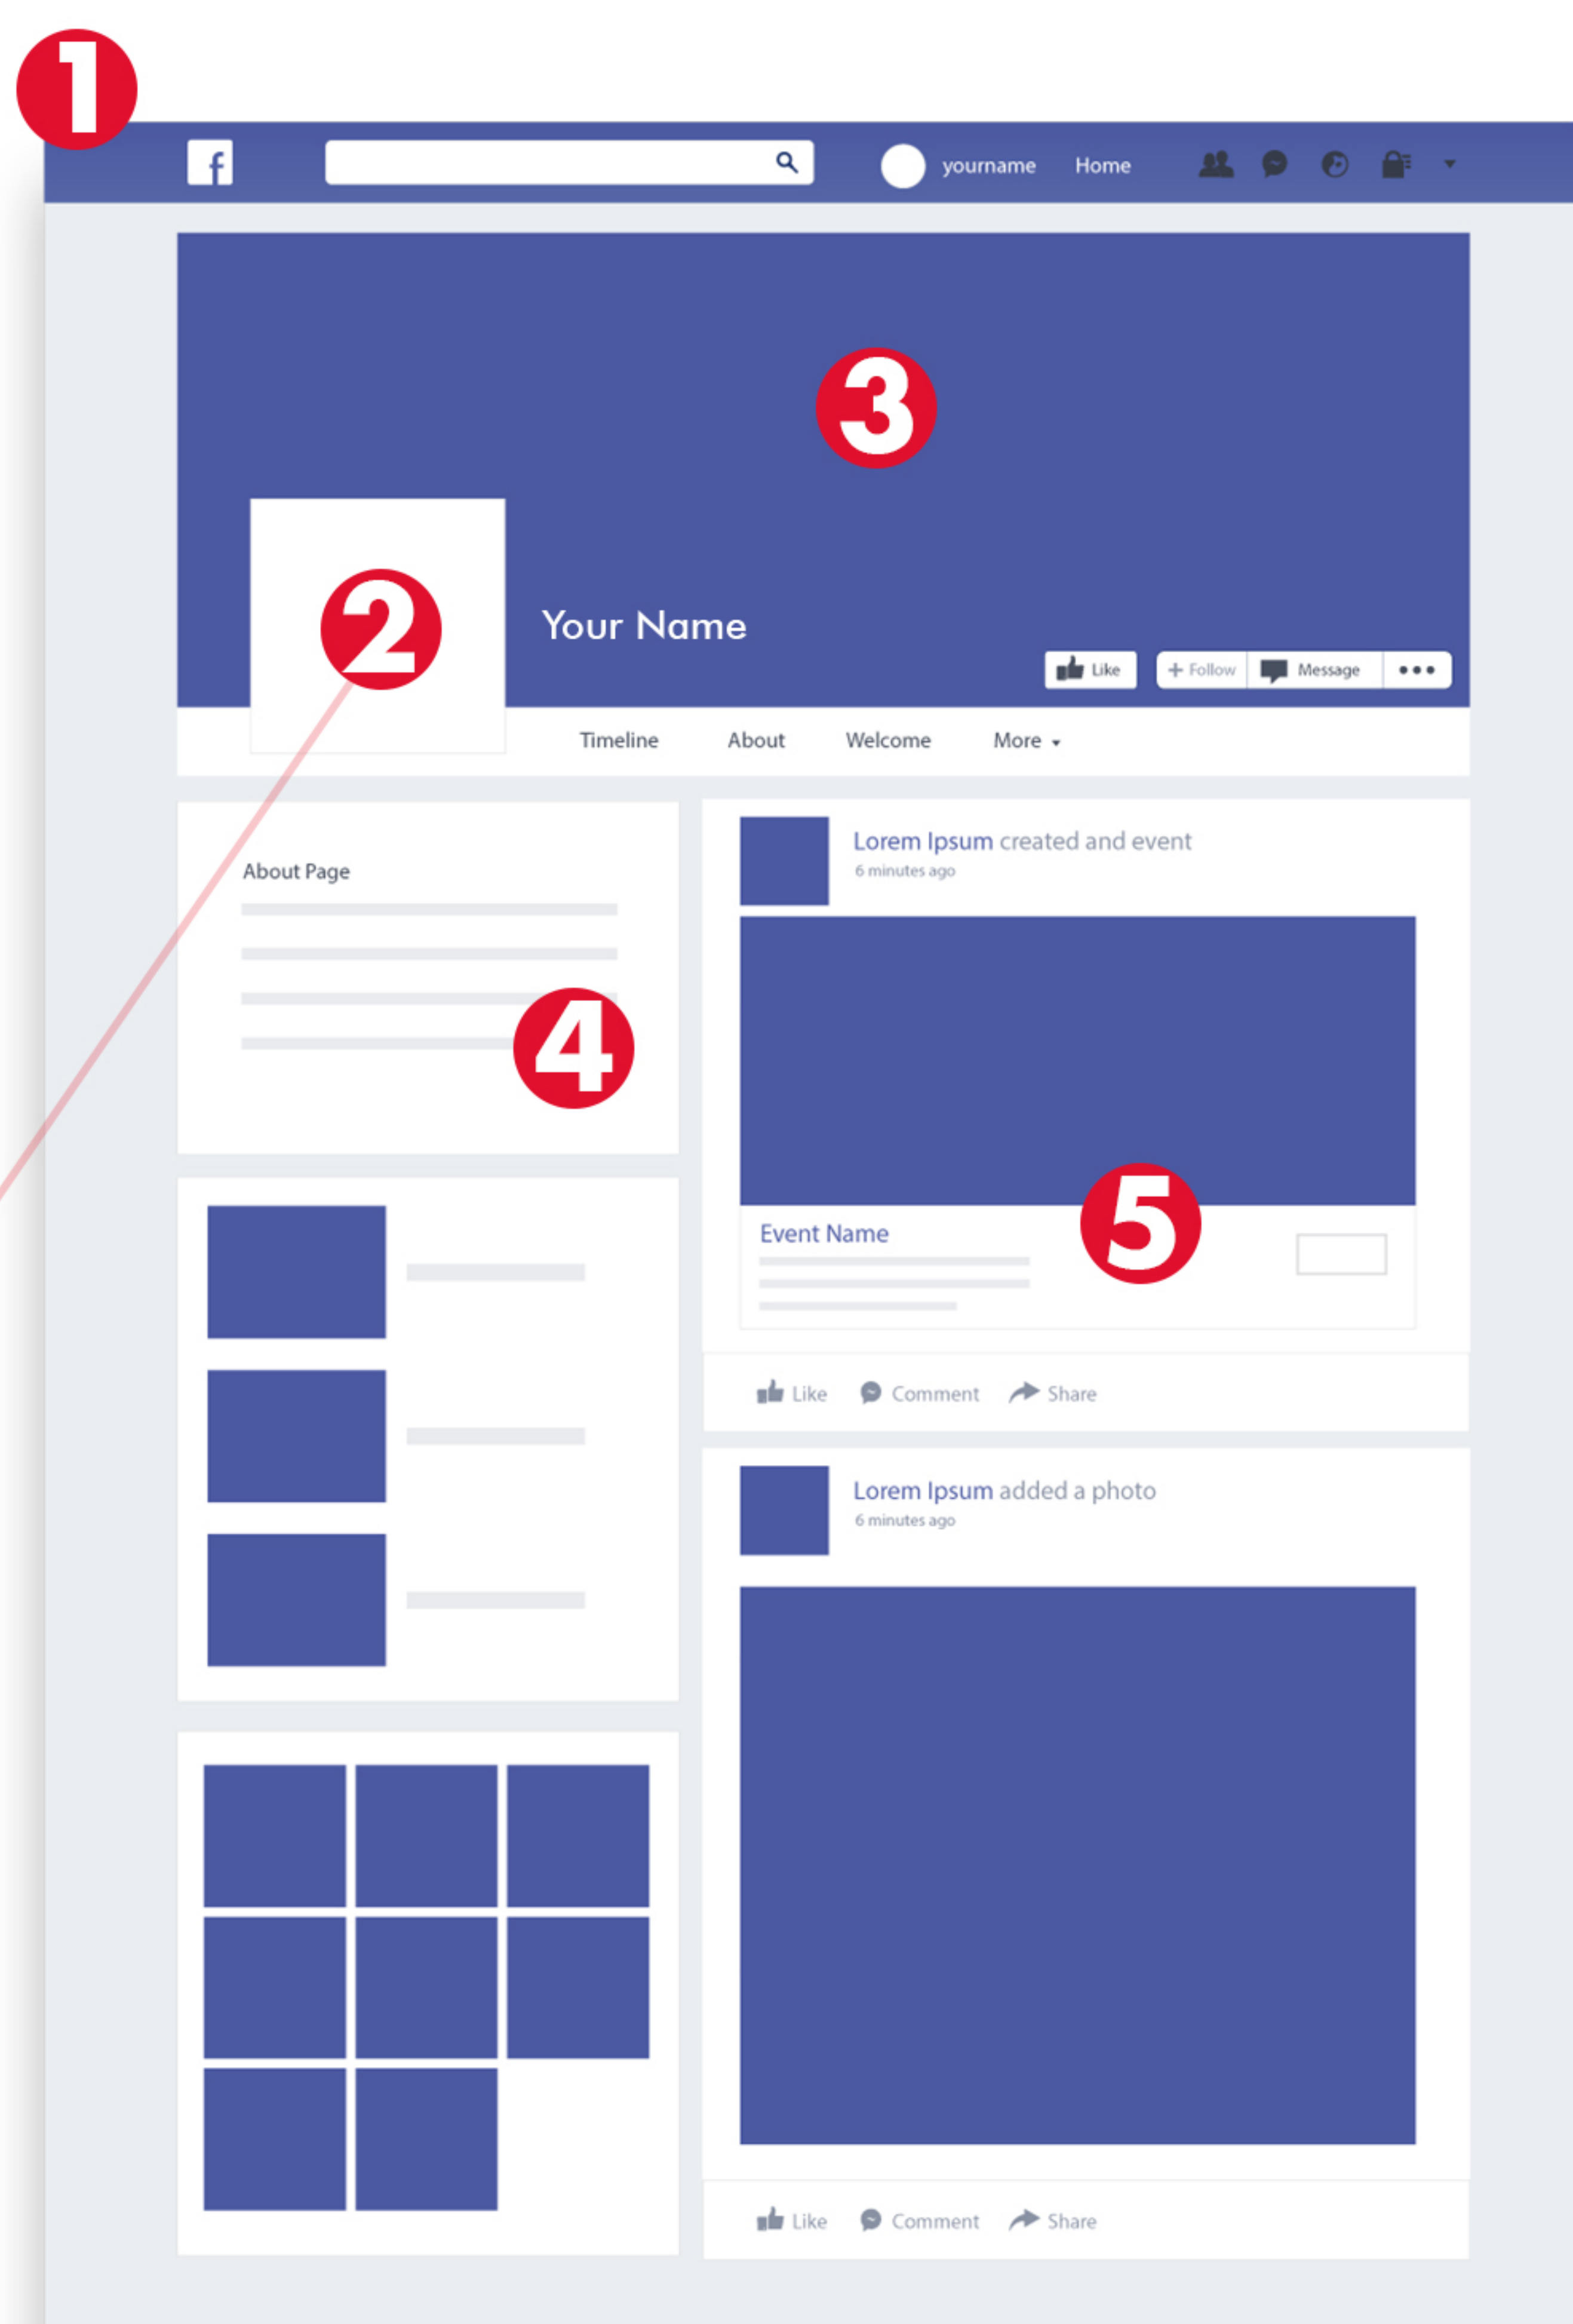 1
f
yourname Home
3
2
Your Name
Like + Follow Message •••
Timeline About Welcome More
About Page
4
Lorem Ipsum created and event
6 minutes ago
5
Event Name
Like Comment Share
Lorem Ipsum added a photo
6 minutes ago
Like Comment Share